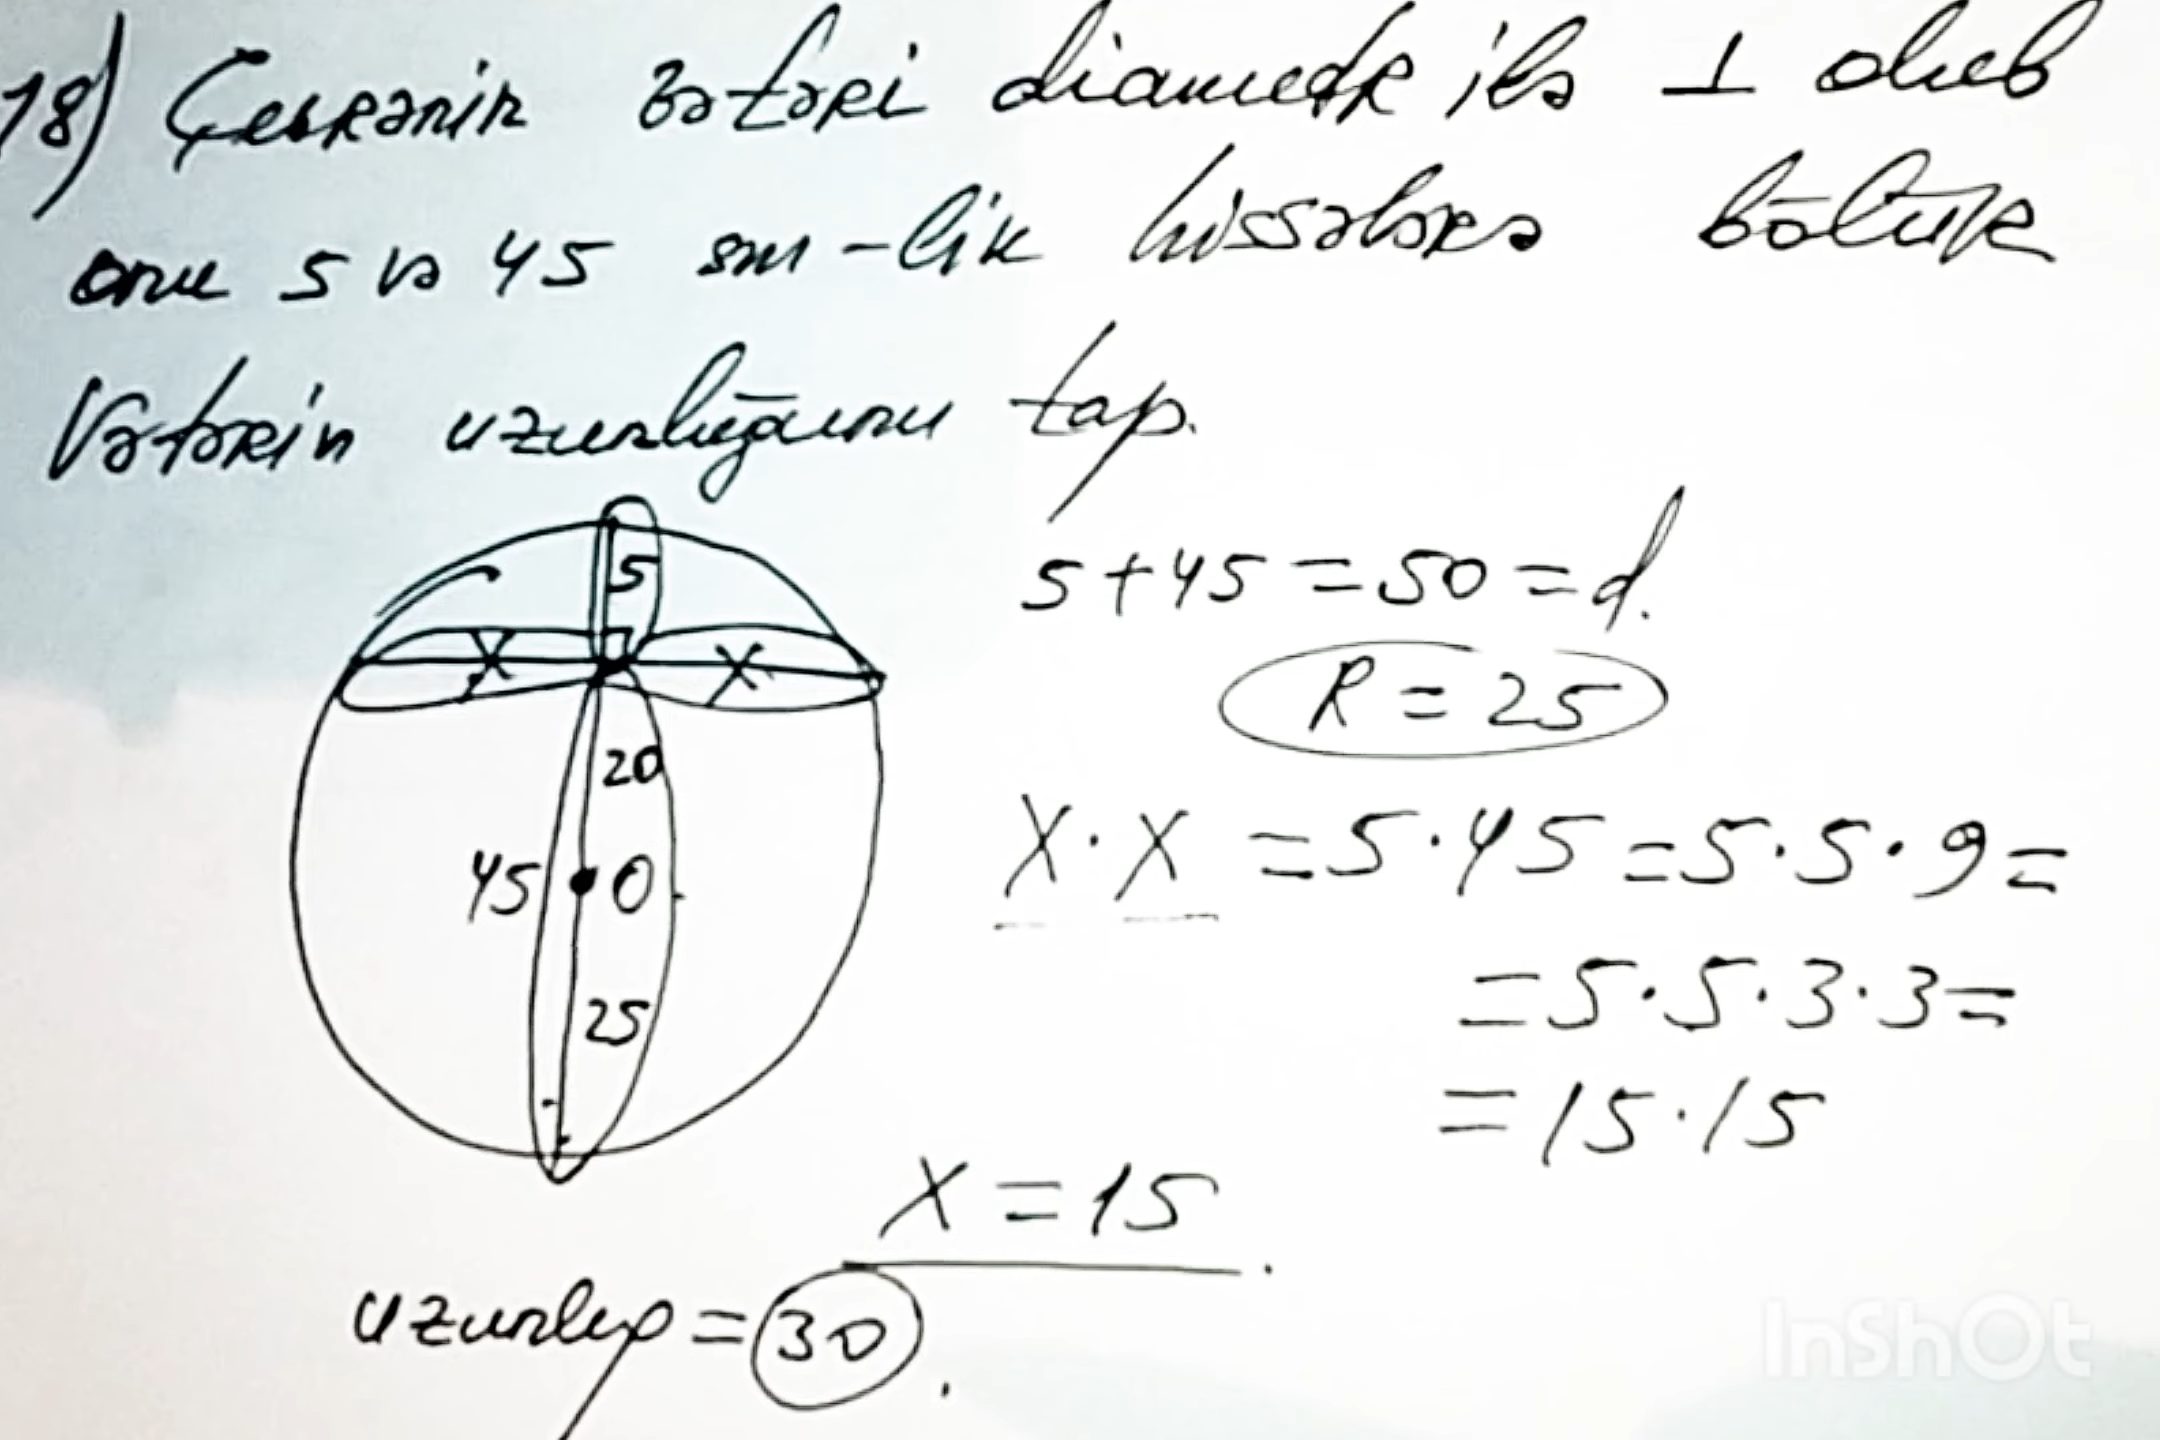 18) Çevrənin vətəri diametr ilə ⊥ olub
onu 5 və 45 sm-lik hissələrə bölür
Vətərin uzunluğunu tap.
5
X X
20
45 O
25
5+45=50=d.
R=25
X·X=5·45=5·5·9=
=5·5·3·3=
=15·15
X=15
uzunluq=30.
InShOt